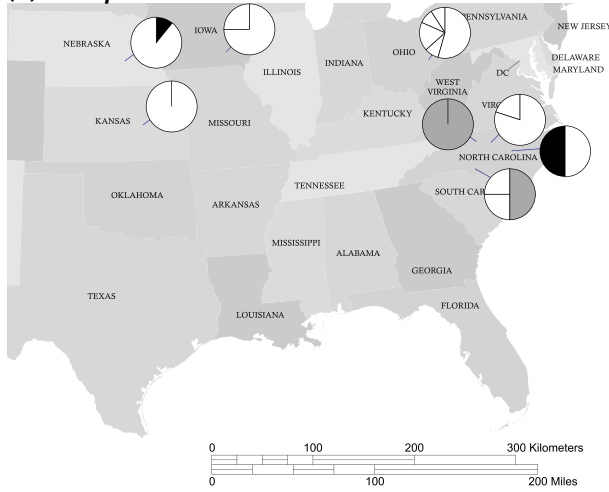 PENNSYLVANIA
NEW JERSEY
NEBRASKA
IOWA
OHIO
ILLINOIS
INDIANA
DC
DELAWARE
MARYLAND
WEST
VIRGINIA
VIRG
KANSAS
MISSOURI
KENTUCKY
NORTH CAROLINA
TENNESSEE
SOUTH CAR
OKLAHOMA
ARKANSAS
MISSISSIPPI
ALABAMA
GEORGIA
TEXAS
LOUISIANA
FLORIDA
0 100 200 300 Kilometers
0 100 200 Miles